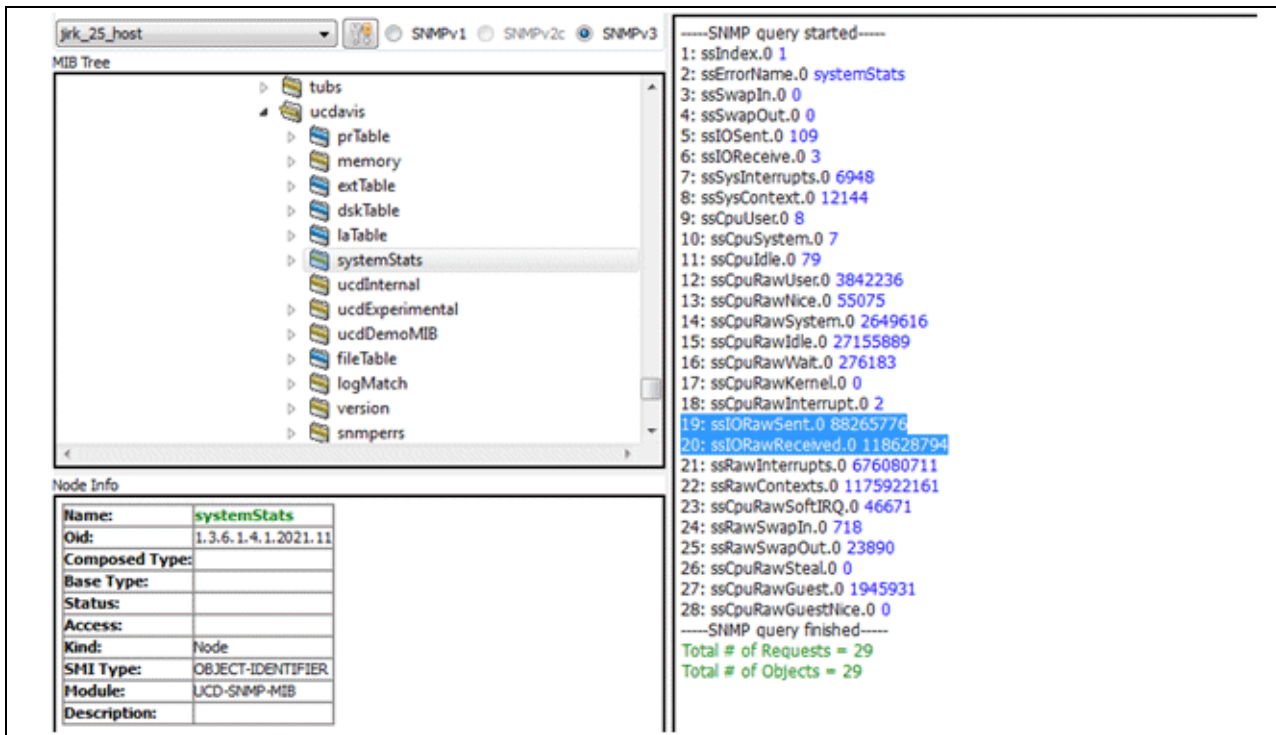 jirk_25_host SNMPv1 SNMPv2c SNMPv3
MIB Tree
tubs
ucdavis
prTable
memory
extTable
dskTable
laTable
systemStats
ucdInternal
ucdExperimental
ucdDemoMIB
fileTable
logMatch
version
snmperrs
Node Info
Name: systemStats
Oid: 1.3.6.1.4.1.2021.11
Composed Type:
Base Type:
Status:
Access:
Kind: Node
SMI Type: OBJECT-IDENTIFIER
Module: UCD-SNMP-MIB
Description:
-----SNMP query started-----
1: ssIndex.0 1
2: ssErrorName.0 systemStats
3: ssSwapIn.0 0
4: ssSwapOut.0 0
5: ssIOSent.0 109
6: ssIOReceive.0 3
7: ssSysInterrupts.0 6948
8: ssSysContext.0 12144
9: ssCpuUser.0 8
10: ssCpuSystem.0 7
11: ssCpuIdle.0 79
12: ssCpuRawUser.0 3842236
13: ssCpuRawNice.0 55075
14: ssCpuRawSystem.0 2649616
15: ssCpuRawIdle.0 27155889
16: ssCpuRawWait.0 276183
17: ssCpuRawKernel.0 0
18: ssCpuRawInterrupt.0 2
19: ssIORawSent.0 88265776
20: ssIORawReceived.0 118628794
21: ssRawInterrupts.0 676080711
22: ssRawContexts.0 1175922161
23: ssCpuRawSoftIRQ.0 46671
24: ssRawSwapIn.0 718
25: ssRawSwapOut.0 23890
26: ssCpuRawSteal.0 0
27: ssCpuRawGuest.0 1945931
28: ssCpuRawGuestNice.0 0
-----SNMP query finished-----
Total # of Requests = 29
Total # of Objects = 29